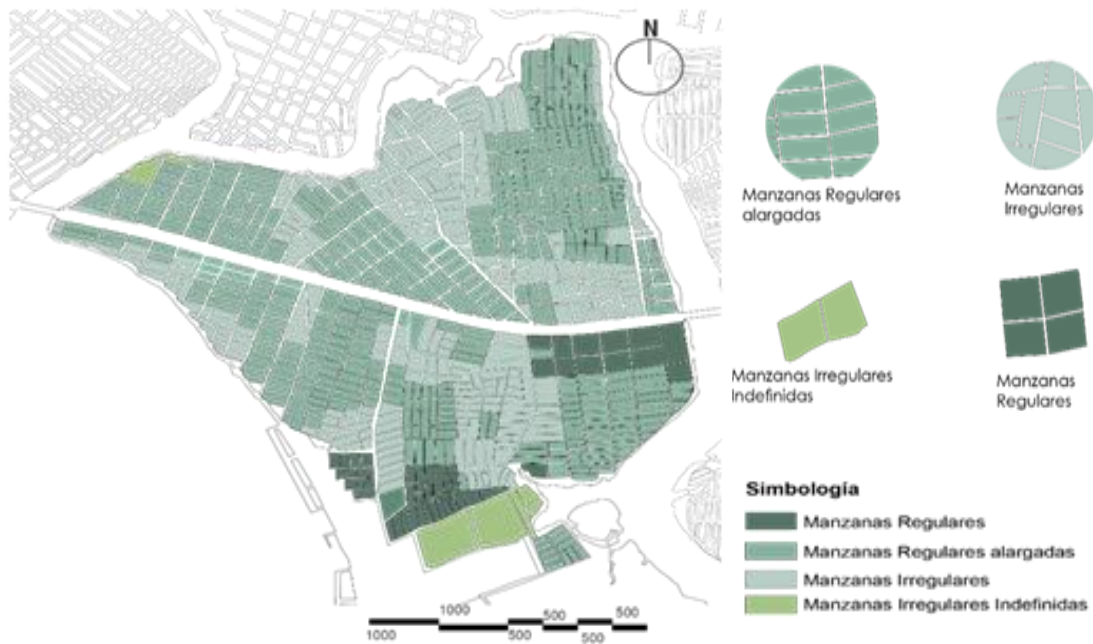 N
Manzanas Regulares
alargadas
Manzanas
Irregulares
Manzanas Irregulares
Indefinidas
Manzanas
Regulares
Simbología
Manzanas Regulares
Manzanas Regulares alargadas
Manzanas Irregulares
Manzanas Irregulares Indefinidas
1000 500 500
1000 500 500